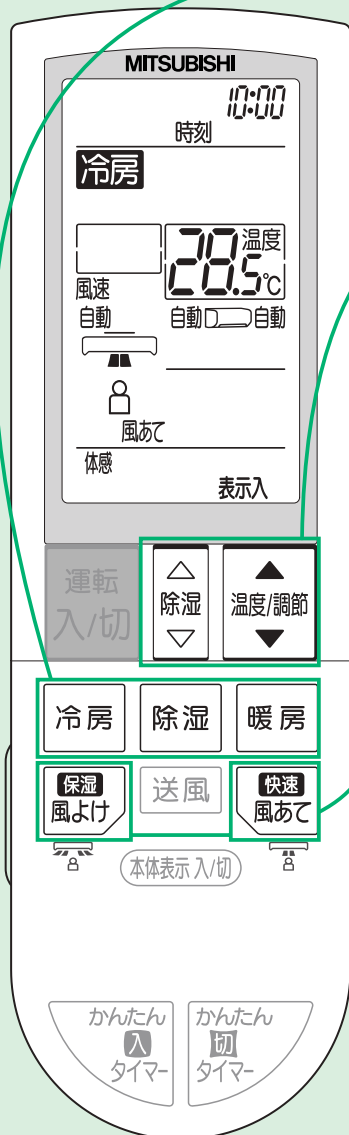 MITSUBISHI
10:00
時刻
冷房
28.5℃
温度
風速
自動
自動 自動
風あて
体感
表示入
運転
入/切
△
除湿
▽
▲
温度/調節
▼
冷房 除湿 暖房
保湿
風よけ
送風
快速
風あて
本体表示 入/切
かんたん
入
タイマー
かんたん
切
タイマー